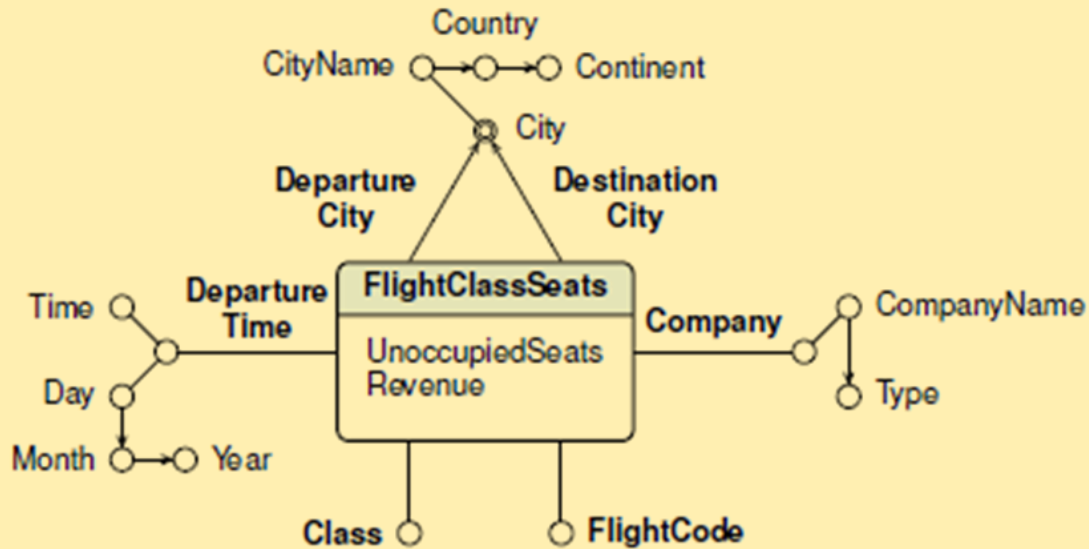 Country
CityName
Continent
City
Departure
City
Destination
City
FlightClassSeats
Time
Departure
Time
UnoccupiedSeats
Revenue
Company
CompanyName
Day
Type
Month
Year
Class
FlightCode